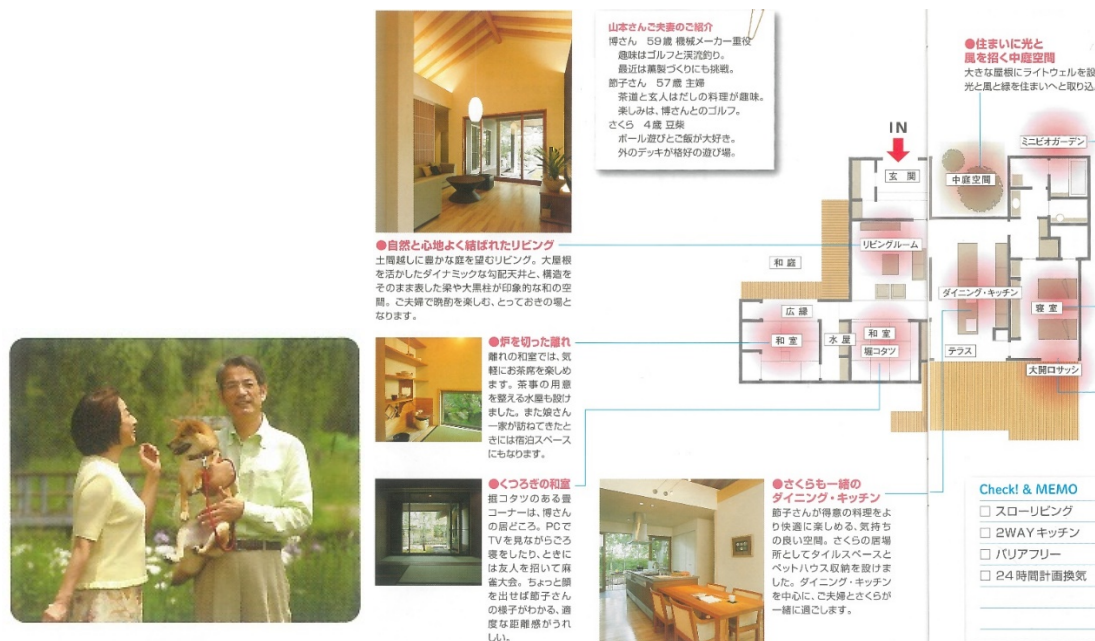 山本さんご夫妻のご紹介
博さん 59歳 機械メーカー重役
趣味はゴルフと渓流釣り。
最近は薫製づくりにも挑戦。
節子さん 57歳 主婦
茶道と玄人はだしの料理が趣味。
楽しみは、博さんとのゴルフ。
さくら 4歳 豆柴
ボール遊びとご飯が大好き。
外のデッキが格好の遊び場。
●住まいに光と
風を招く中庭空間
大きな屋根にライトウェルを設
光と風と緑を住まいへと取り込
IN
玄関
中庭空間
ミニビオガーデン
リビングルーム
和庭
ダイニング・キッチン
寝室
広縁
和室
水屋
和室
堀コタツ
テラス
大開口サッシ
●自然と心地よく結ばれたリビング
土間越しに豊かな庭を望むリビング。大屋根
を活かしたダイナミックな勾配天井と、構造を
そのまま表した梁や大黒柱が印象的な和の空
間。ご夫婦で晩酌を楽しむ、とっておきの場と
なります。
●炉を切った離れ
離れの和室では、気
軽にお茶席を楽しめ
ます。茶事の用意
を整える水屋も設け
ました。また娘さん
一家が訪ねてきたと
きには宿泊スペース
にもなります。
●くつろぎの和室
掘コタツのある畳
コーナーは、博さん
の居どころ。PCで
TVを見ながらごろ
寝をしたり、ときに
は友人を招いて麻
雀大会。ちょっと顔
を出せば節子さん
の様子がわかる、適
度な距離感がうれ
しい。
●さくらも一緒の
ダイニング・キッチン
節子さんが得意の料理をよ
り快適に楽しめる、気持ち
の良い空間。さくらの居場
所としてタイルスペースと
ペットハウス収納を設けま
した。ダイニング・キッチン
を中心に、ご夫婦とさくらが
一緒に過ごします。
Check! & MEMO
□ スローリビング
□ 2WAYキッチン
□ バリアフリー
□ 24時間計画換気